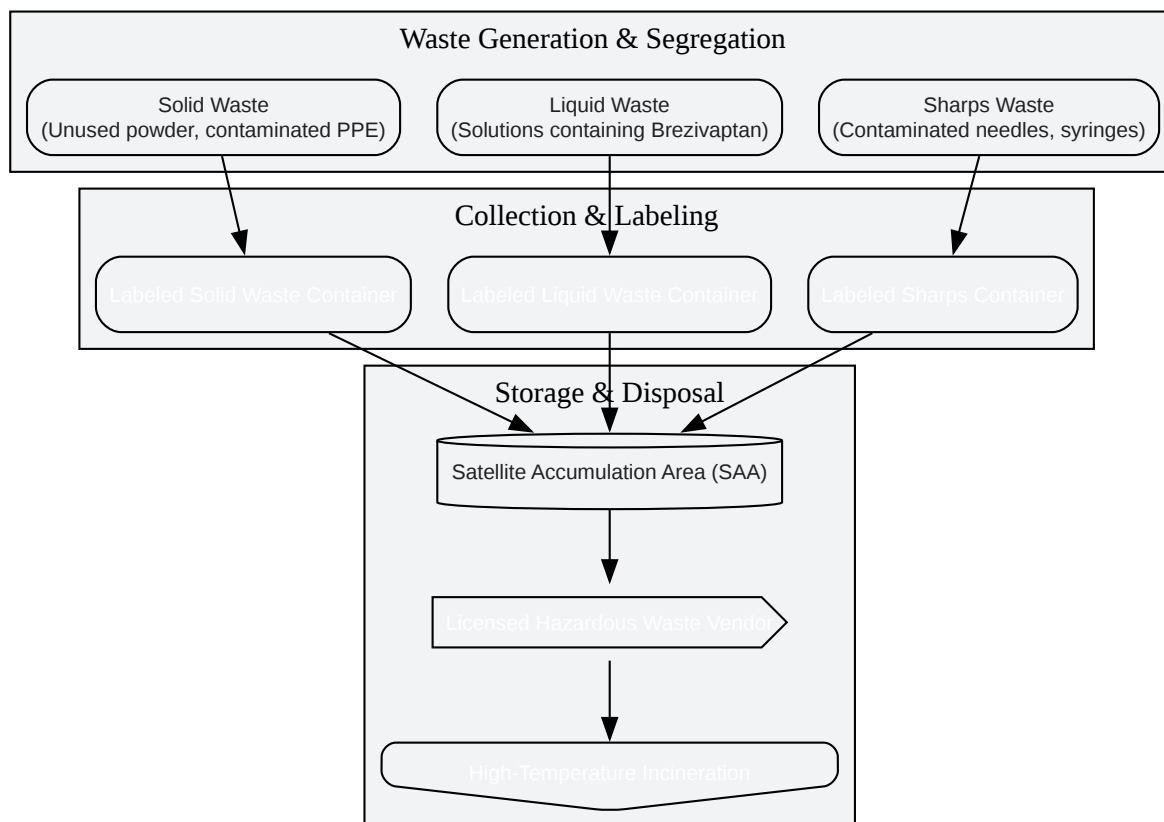 Waste Generation & Segregation
Solid Waste
(Unused powder, contaminated PPE)
Liquid Waste
(Solutions containing Brezivaptan)
Sharps Waste
(Contaminated needles, syringes)
Collection & Labeling
Labeled Solid Waste Container
Labeled Liquid Waste Container
Labeled Sharps Container
Storage & Disposal
Satellite Accumulation Area (SAA)
Licensed Hazardous Waste Vendor
High-Temperature Incineration